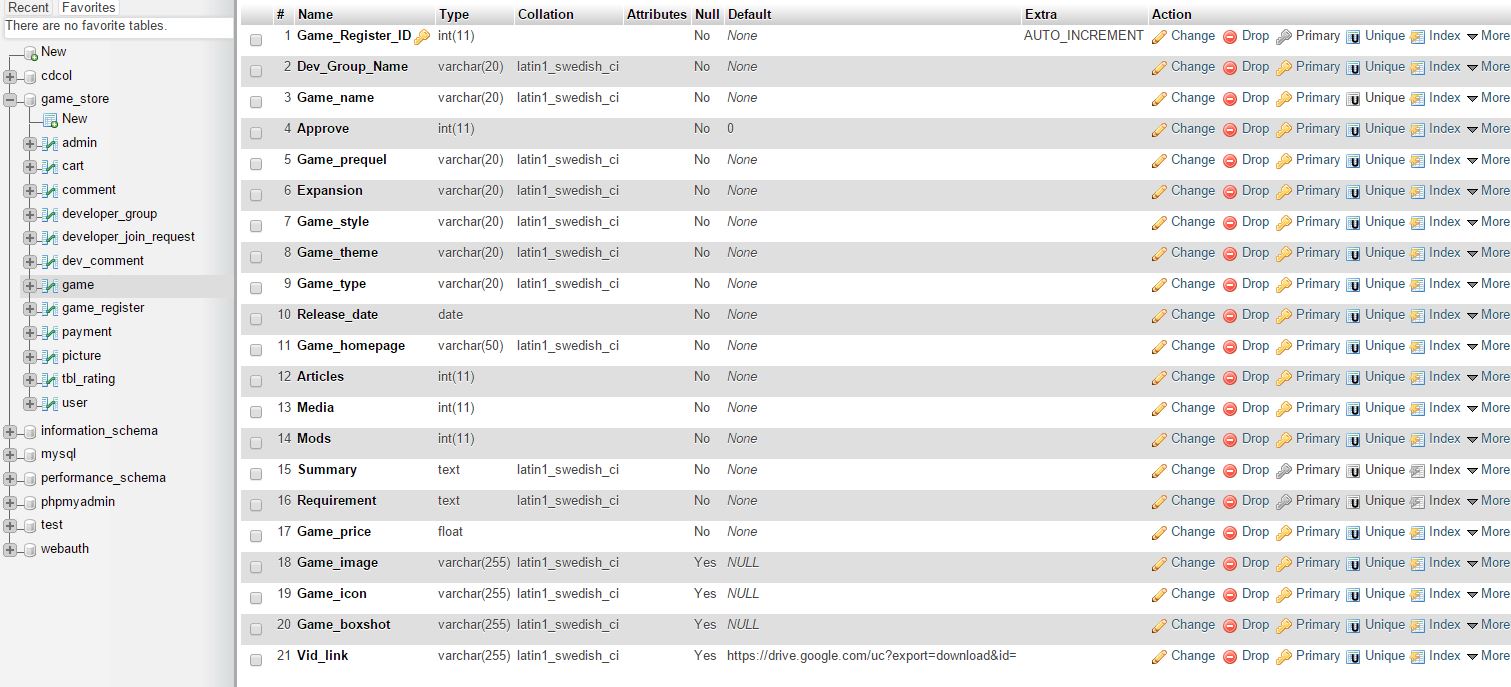 Recent Favorites
There are no favorite tables.
New
cdcol
game_store
New
admin
cart
comment
developer_group
developer_join_request
dev_comment
game
game_register
payment
picture
tbl_rating
user
information_schema
mysql
performance_schema
phpmyadmin
test
webauth
# Name Type Collation Attributes Null Default Extra Action
1 Game_Register_ID int(11) No None AUTO_INCREMENT Change Drop Primary Unique Index More
2 Dev_Group_Name varchar(20) latin1_swedish_ci No None Change Drop Primary Unique Index More
3 Game_name varchar(20) latin1_swedish_ci No None Change Drop Primary Unique Index More
4 Approve int(11) No 0 Change Drop Primary Unique Index More
5 Game_prequel varchar(20) latin1_swedish_ci No None Change Drop Primary Unique Index More
6 Expansion varchar(20) latin1_swedish_ci No None Change Drop Primary Unique Index More
7 Game_style varchar(20) latin1_swedish_ci No None Change Drop Primary Unique Index More
8 Game_theme varchar(20) latin1_swedish_ci No None Change Drop Primary Unique Index More
9 Game_type varchar(20) latin1_swedish_ci No None Change Drop Primary Unique Index More
10 Release_date date No None Change Drop Primary Unique Index More
11 Game_homepage varchar(50) latin1_swedish_ci No None Change Drop Primary Unique Index More
12 Articles int(11) No None Change Drop Primary Unique Index More
13 Media int(11) No None Change Drop Primary Unique Index More
14 Mods int(11) No None Change Drop Primary Unique Index More
15 Summary text latin1_swedish_ci No None Change Drop Primary Unique Index More
16 Requirement text latin1_swedish_ci No None Change Drop Primary Unique Index More
17 Game_price float No None Change Drop Primary Unique Index More
18 Game_image varchar(255) latin1_swedish_ci Yes NULL Change Drop Primary Unique Index More
19 Game_icon varchar(255) latin1_swedish_ci Yes NULL Change Drop Primary Unique Index More
20 Game_boxshot varchar(255) latin1_swedish_ci Yes NULL Change Drop Primary Unique Index More
21 Vid_link varchar(255) latin1_swedish_ci Yes https://drive.google.com/uc?export=download&id= Change Drop Primary Unique Index More